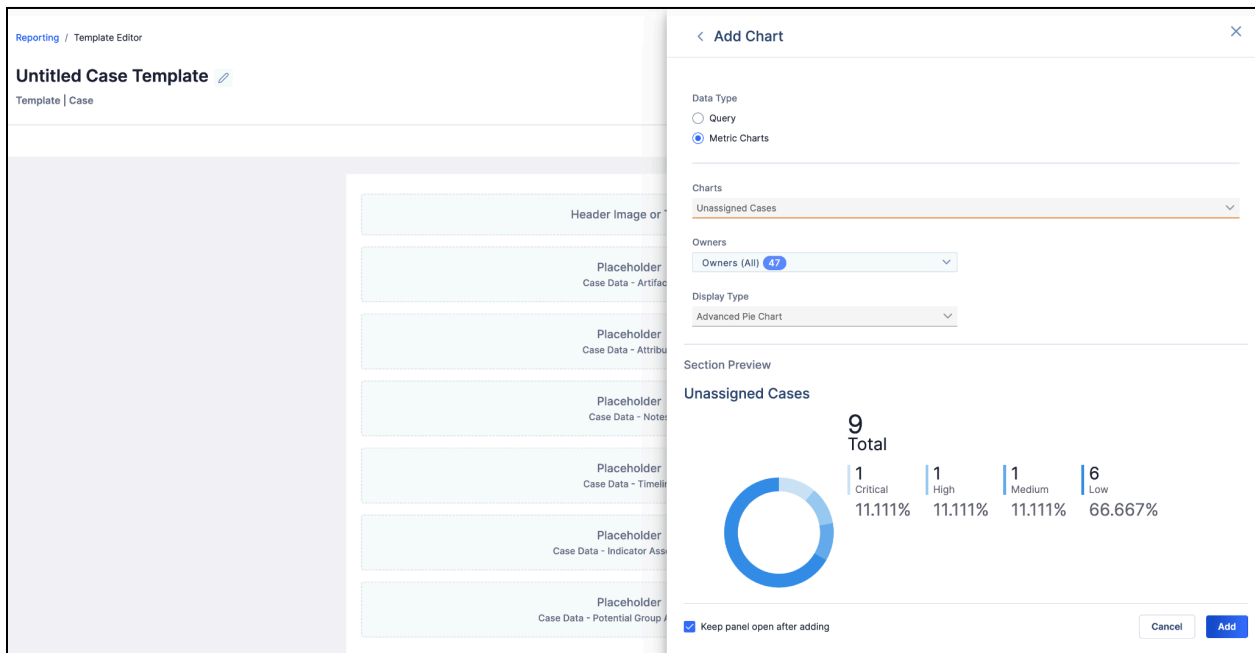 Reporting / Template Editor
Untitled Case Template
Template | Case
Header Image or
Placeholder
Case Data - Artifac
Placeholder
Case Data - Attribu
Placeholder
Case Data - Notes
Placeholder
Case Data - Timelin
Placeholder
Case Data - Indicator Asso
Placeholder
Case Data - Potential Group A
Add Chart
Data Type
Query
Metric Charts
Charts
Unassigned Cases
Owners
Owners (All) 47
Display Type
Advanced Pie Chart
Section Preview
Unassigned Cases
9
Total
1 1 1 6
Critical High Medium Low
11.111% 11.111% 11.111% 66.667%
Keep panel open after adding
Cancel Add